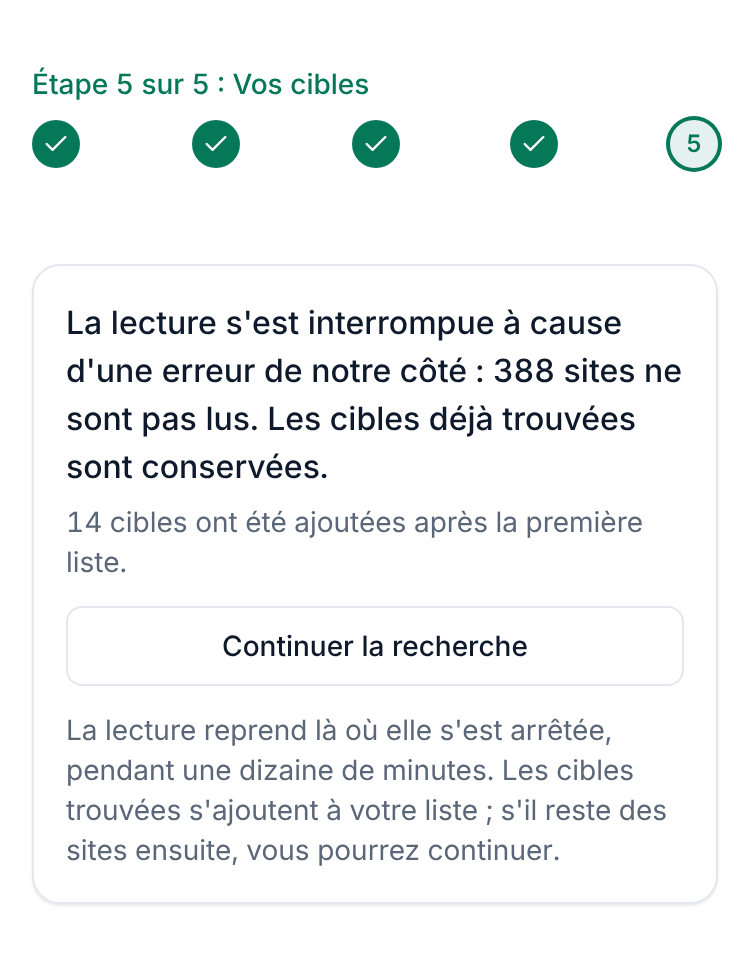 Étape 5 sur 5 : Vos cibles
5
La lecture s'est interrompue à cause
d'une erreur de notre côté : 388 sites ne
sont pas lus. Les cibles déjà trouvées
sont conservées.
14 cibles ont été ajoutées après la première
liste.
Continuer la recherche
La lecture reprend là où elle s'est arrêtée,
pendant une dizaine de minutes. Les cibles
trouvées s'ajoutent à votre liste ; s'il reste des
sites ensuite, vous pourrez continuer.